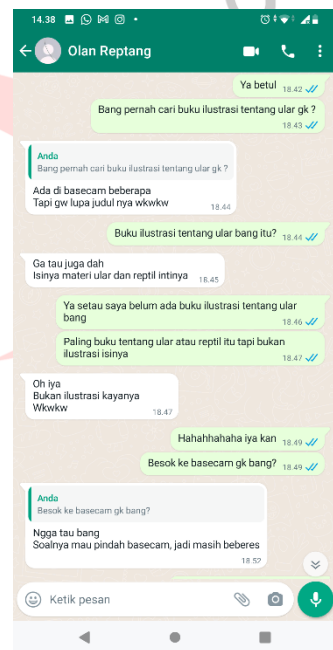 14.38
Olan Reptang
Ya betul 18.42
Bang pernah cari buku ilustrasi tentang ular gk ?
18.43
Anda
Bang pernah cari buku ilustrasi tentang ular gk ?
Ada di basecam beberapa
Tapi gw lupa judul nya wkwkw 18.44
Buku ilustrasi tentang ular bang itu? 18.44
Ga tau juga dah
Isinya materi ular dan reptil intinya 18.45
Ya setau saya belum ada buku ilustrasi tentang ular
bang 18.46
Paling buku tentang ular atau reptil itu tapi bukan
ilustrasi isinya 18.47
Oh iya
Bukan ilustrasi kayanya
Wkwkw 18.47
Hahahhahaha iya kan 18.49
Besok ke basecam gk bang? 18.49
Anda
Besok ke basecam gk bang?
Ngga tau bang
Soalnya mau pindah basecam, jadi masih beberes
18.52
Ketik pesan